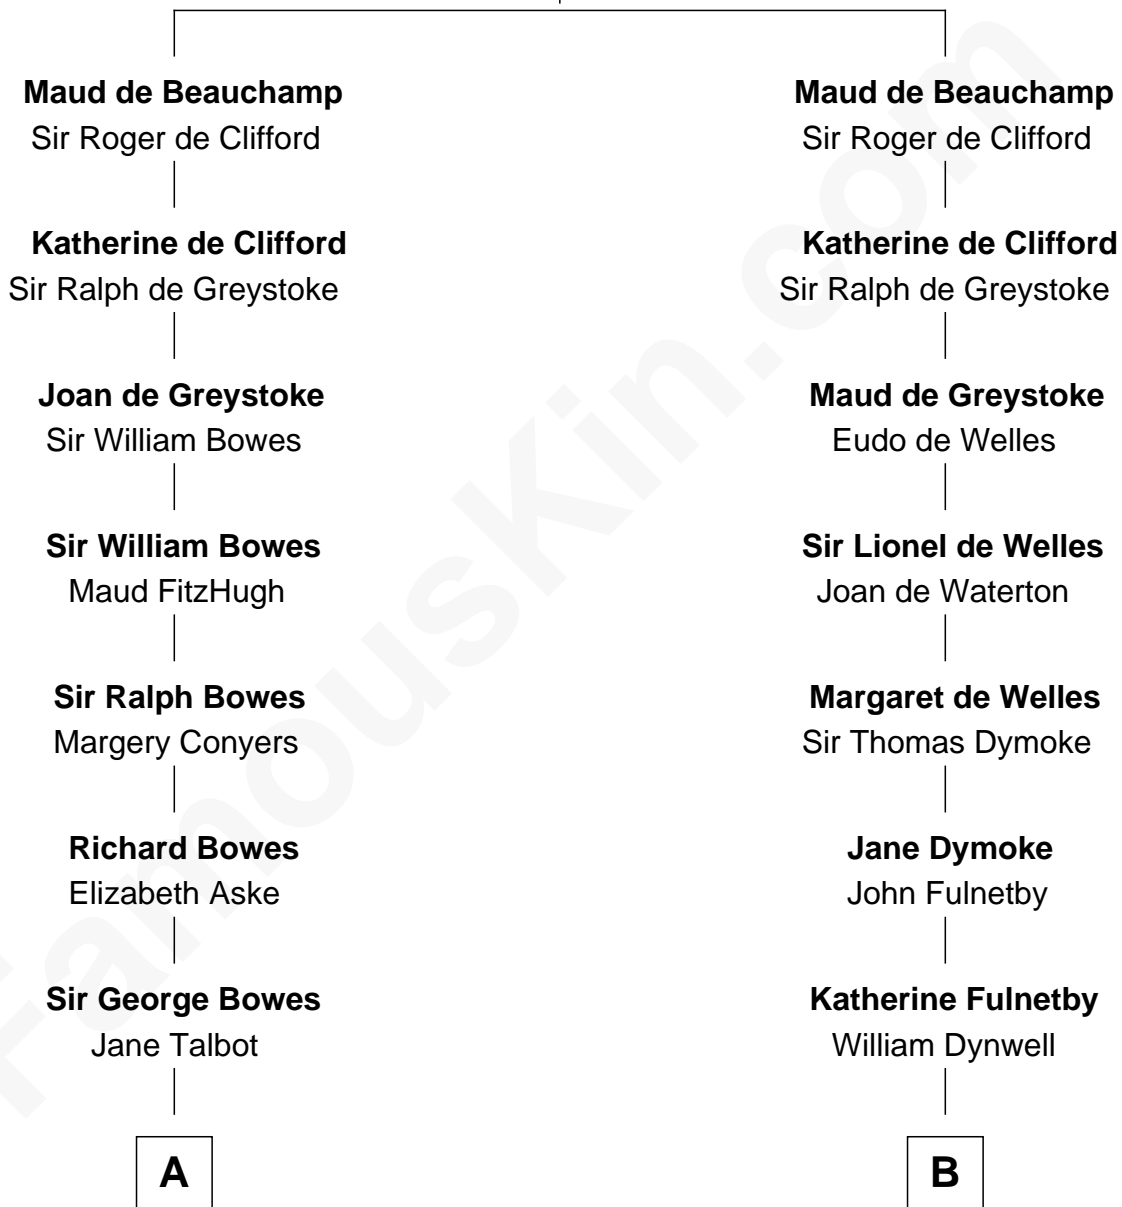 Maud de Beauchamp
Sir Roger de Clifford
Katherine de Clifford
Sir Ralph de Greystoke
Joan de Greystoke
Sir William Bowes
Sir William Bowes
Maud FitzHugh
Sir Ralph Bowes
Margery Conyers
Richard Bowes
Elizabeth Aske
Sir George Bowes
Jane Talbot
A
Maud de Beauchamp
Sir Roger de Clifford
Katherine de Clifford
Sir Ralph de Greystoke
Maud de Greystoke
Eudo de Welles
Sir Lionel de Welles
Joan de Waterton
Margaret de Welles
Sir Thomas Dymoke
Jane Dymoke
John Fulnetby
Katherine Fulnetby
William Dynwell
B
FamousKin.com